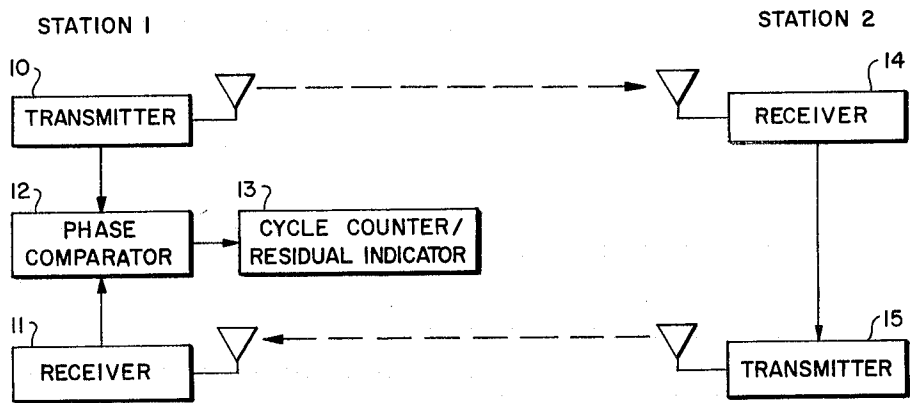 STATION 1
STATION 2
10
14
TRANSMITTER
RECEIVER
12
13
PHASE
COMPARATOR
CYCLE COUNTER/
RESIDUAL INDICATOR
11
15
RECEIVER
TRANSMITTER